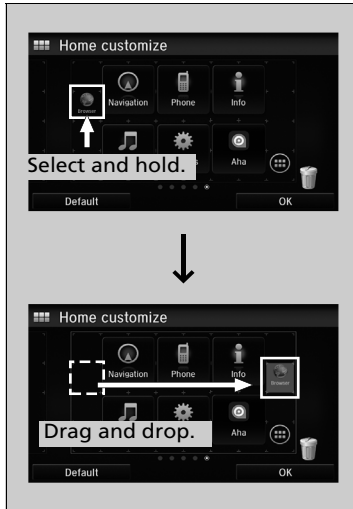 Home customize
Browser
Navigation Phone Info
Aha
Select and hold.
Default OK
Home customize
Navigation Phone Info
Browser
Aha
Drag and drop.
Default OK